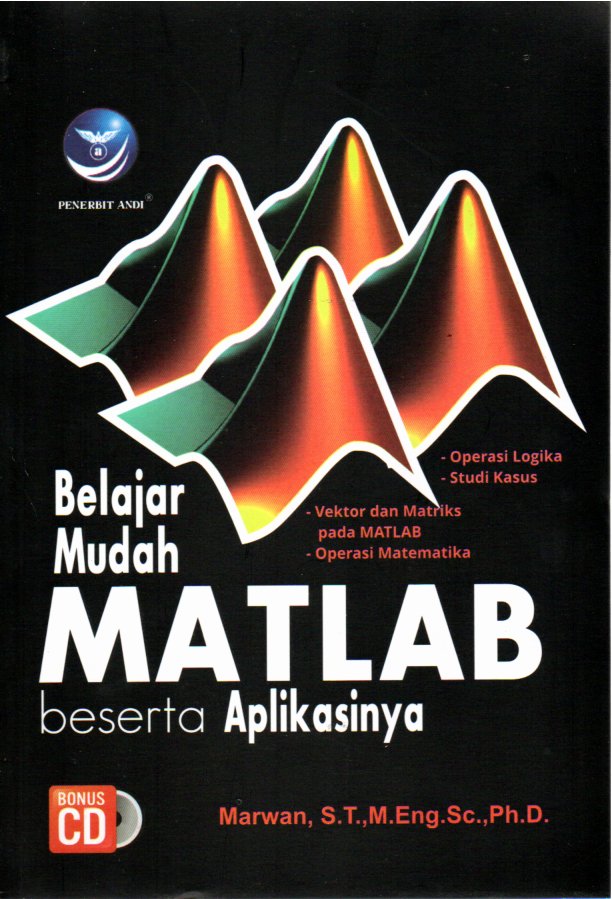 a
PENERBIT ANDI®
- Operasi Logika
- Studi Kasus
- Vektor dan Matriks
pada MATLAB
- Operasi Matematika
Belajar
Mudah
MATLAB
beserta Aplikasinya
BONUS
CD
Marwan, S.T.,M.Eng.Sc.,Ph.D.